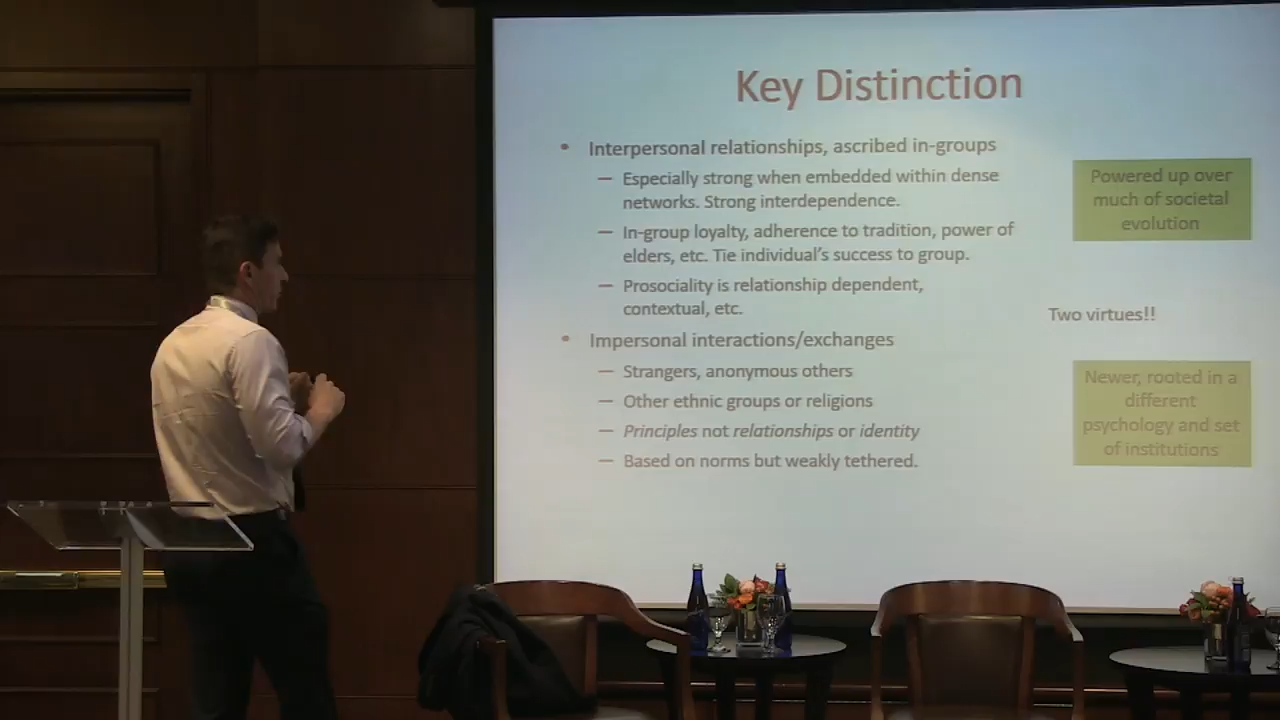 Key Distinction
• Interpersonal relationships, ascribed in-groups
— Especially strong when embedded within dense
networks. Strong interdependence.
— In-group loyalty, adherence to tradition, power of
elders, etc. Tie individual's success to group.
— Prosociality is relationship dependent,
contextual, etc.
• Impersonal interactions/exchanges
— Strangers, anonymous others
— Other ethnic groups or religions
— Principles not relationships or identity
— Based on norms but weakly tethered.
Powered up over
much of societal
evolution
Two virtues!!
Newer, rooted in a
different
psychology and set
of institutions